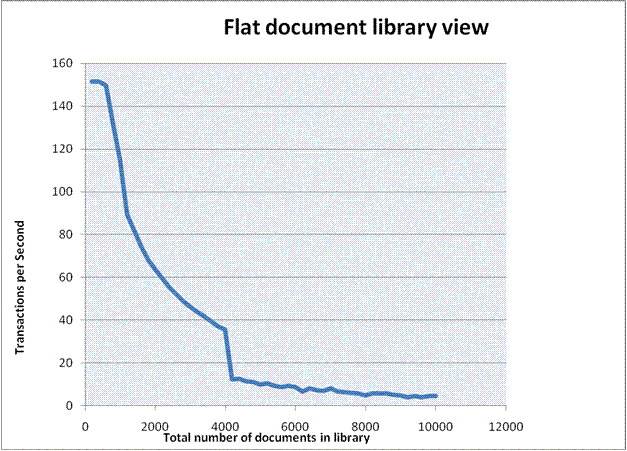 Flat document library view
160
140
120
100
80
60
40
20
0
Transactions per Second
0 2000 4000 6000 8000 10000 12000
Total number of documents in library